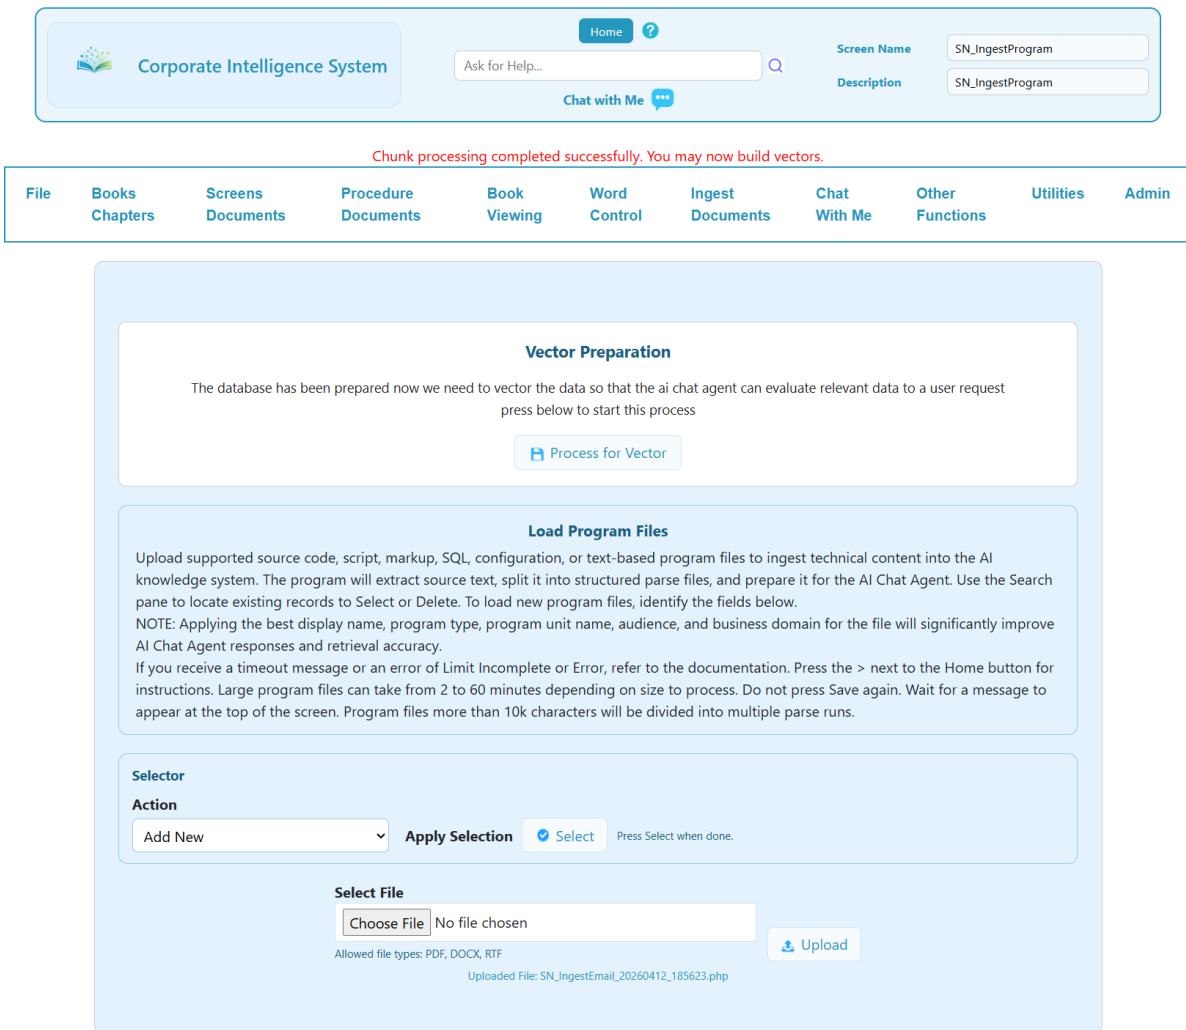 Home
?
Corporate Intelligence System
Ask for Help...
Chat with Me
Screen Name
SN_IngestProgram
Description
SN_IngestProgram
Chunk processing completed successfully. You may now build vectors.
File
Books
Chapters
Screens
Documents
Procedure
Documents
Book
Viewing
Word
Control
Ingest
Documents
Chat
With Me
Other
Functions
Utilities
Admin
Vector Preparation
The database has been prepared now we need to vector the data so that the ai chat agent can evaluate relevant data to a user request
press below to start this process
Process for Vector
Load Program Files
Upload supported source code, script, markup, SQL, configuration, or text-based program files to ingest technical content into the AI
knowledge system. The program will extract source text, split it into structured parse files, and prepare it for the AI Chat Agent. Use the Search
pane to locate existing records to Select or Delete. To load new program files, identify the fields below.
NOTE: Applying the best display name, program type, program unit name, audience, and business domain for the file will significantly improve
AI Chat Agent responses and retrieval accuracy.
If you receive a timeout message or an error of Limit Incomplete or Error, refer to the documentation. Press the > next to the Home button for
instructions. Large program files can take from 2 to 60 minutes depending on size to process. Do not press Save again. Wait for a message to
appear at the top of the screen. Program files more than 10k characters will be divided into multiple parse runs.
Selector
Action
Add New
Apply Selection
Select
Press Select when done.
Select File
Choose File No file chosen
Upload
Allowed file types: PDF, DOCX, RTF
Uploaded File: SN_IngestEmail_20260412_185623.php